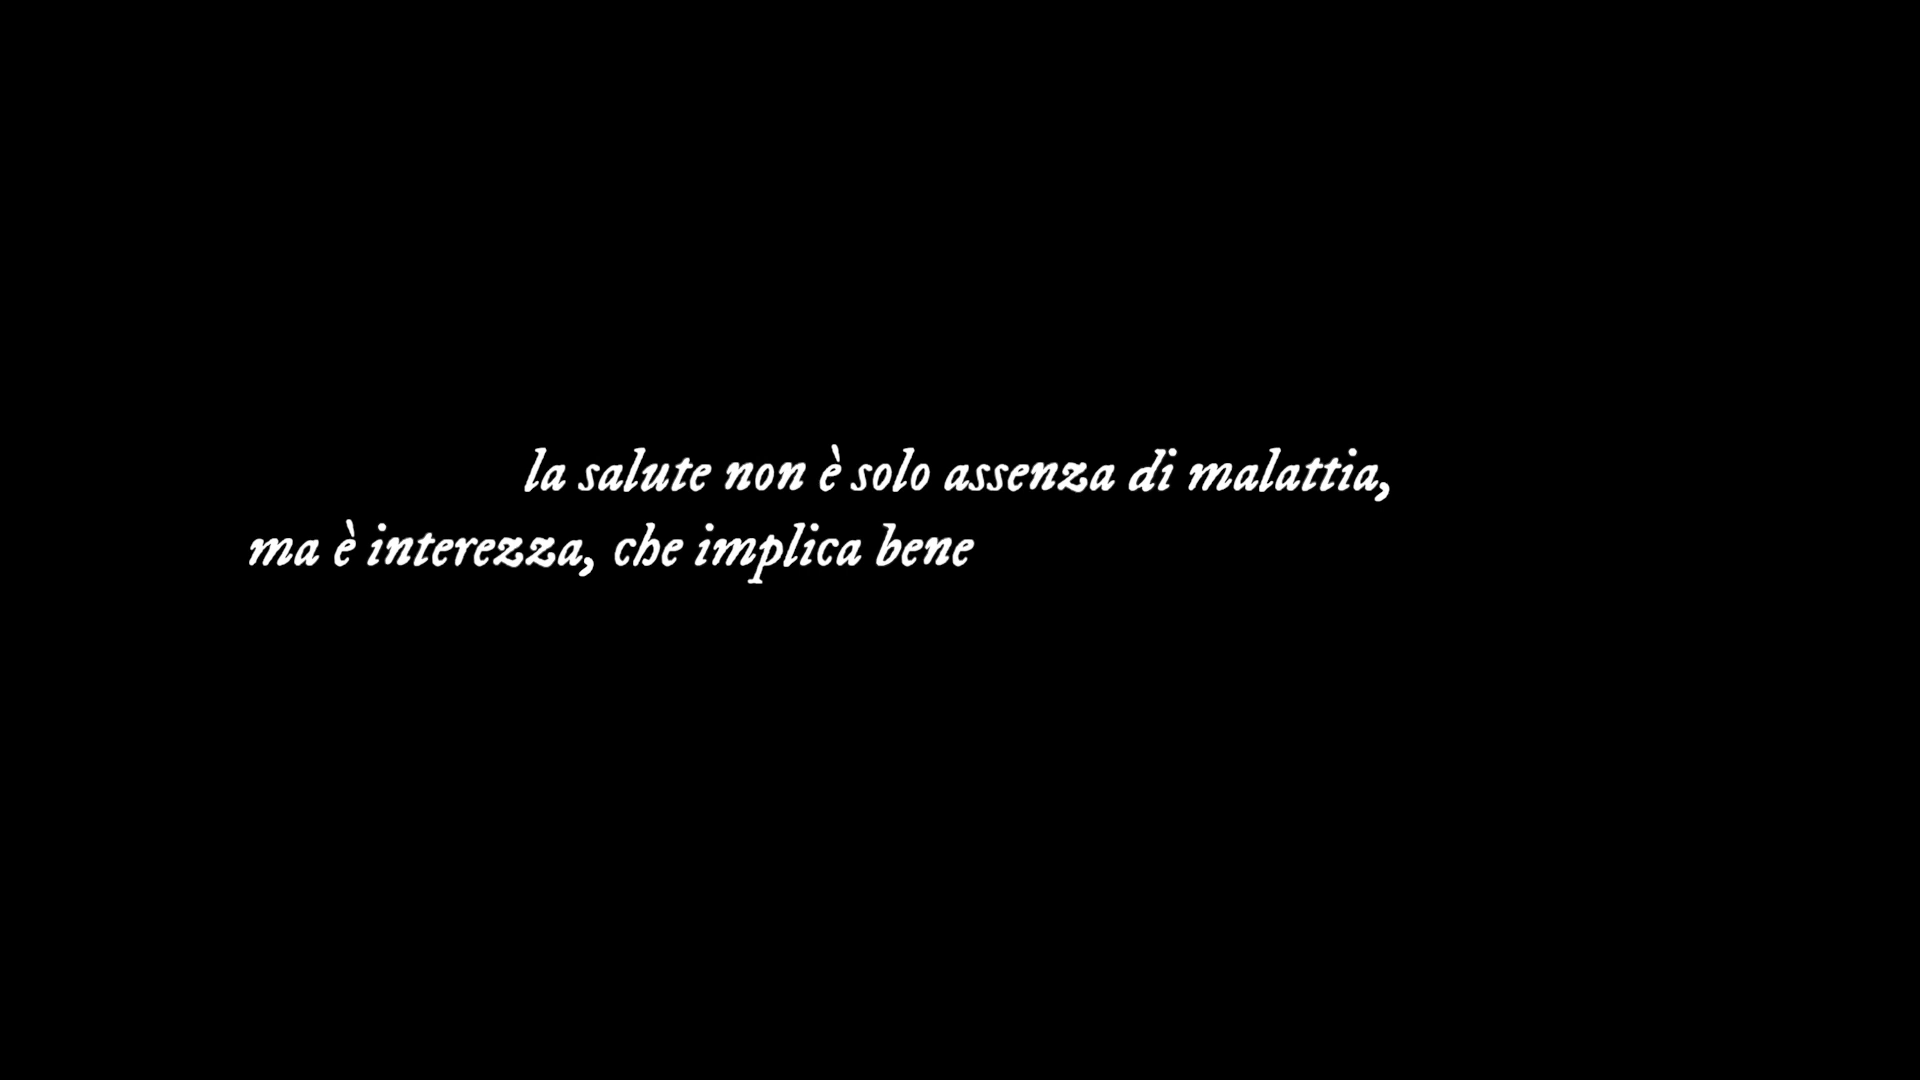 la salute non è solo assenza di malattia,
ma è interezza, che implica bene